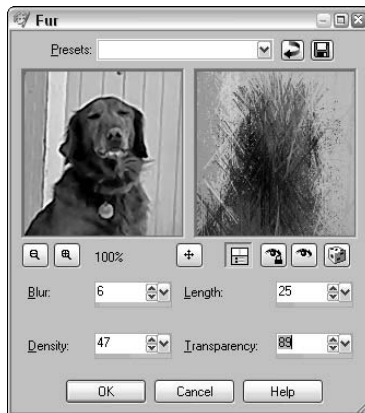 Fur
Presets:
100%
Blur: 6 Length: 25
Density: 47 Transparency: 89
OK Cancel Help